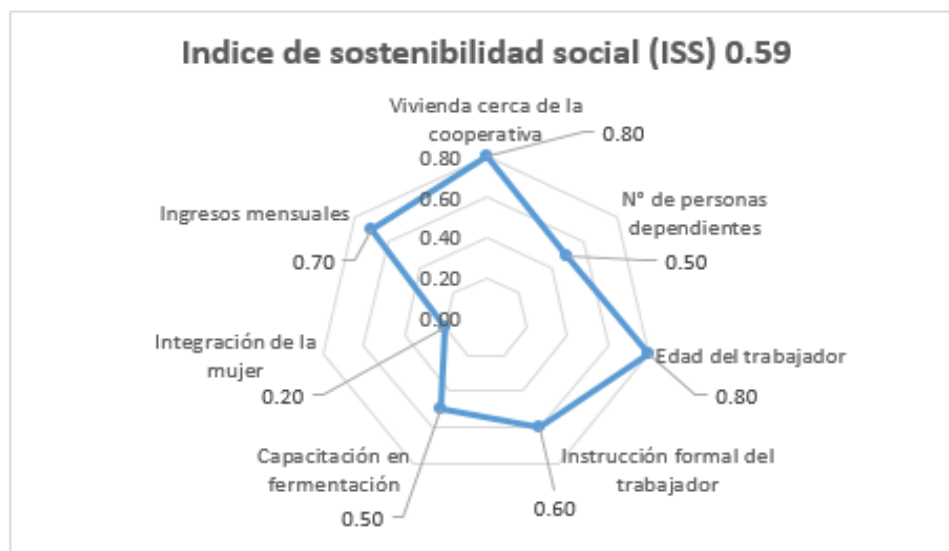 Indice de sostenibilidad social (ISS) 0.59
Vivienda cerca de la
cooperativa
0.80
0.80
0.60
0.40
0.20
0.00
N° de personas
dependientes
0.50
Edad del trabajador
0.80
Instrucción formal del
trabajador
0.60
Capacitación en
fermentación
0.50
Integración de la
mujer
0.20
Ingresos mensuales
0.70